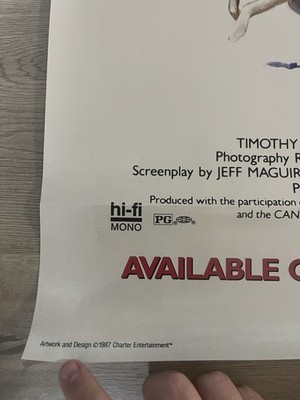 TIMOTHY
Photography R
Screenplay by JEFF MAGUIR
P
Produced with the participation
and the CAN
hi-fi
MONO
PG
AVAILABLE
Artwork and Design ©1987 Charter Entertainment™